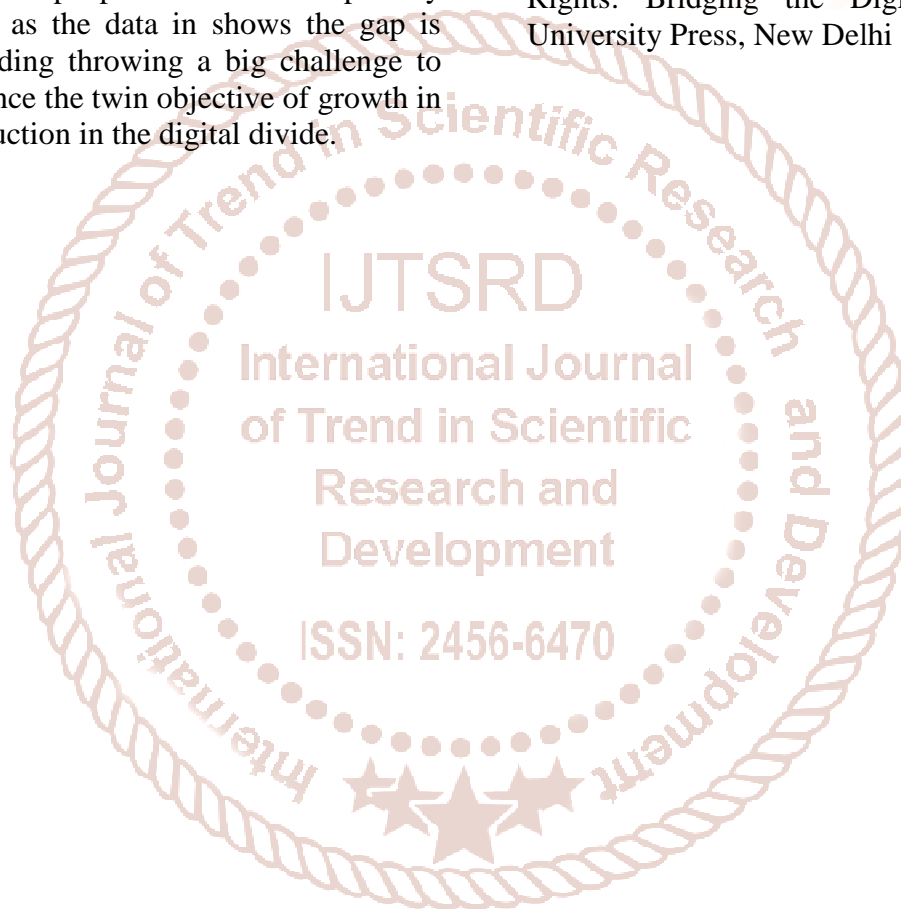 as the data in shows the gap is
ding throwing a big challenge to
nce the twin objective of growth in
uction in the digital divide.
Rights: Bridging the Digi
University Press, New Delhi
International Journal of Trend in Scientific Research and Development
IJTSRD
International Journal
of Trend in Scientific
Research and
Development
ISSN: 2456-6470